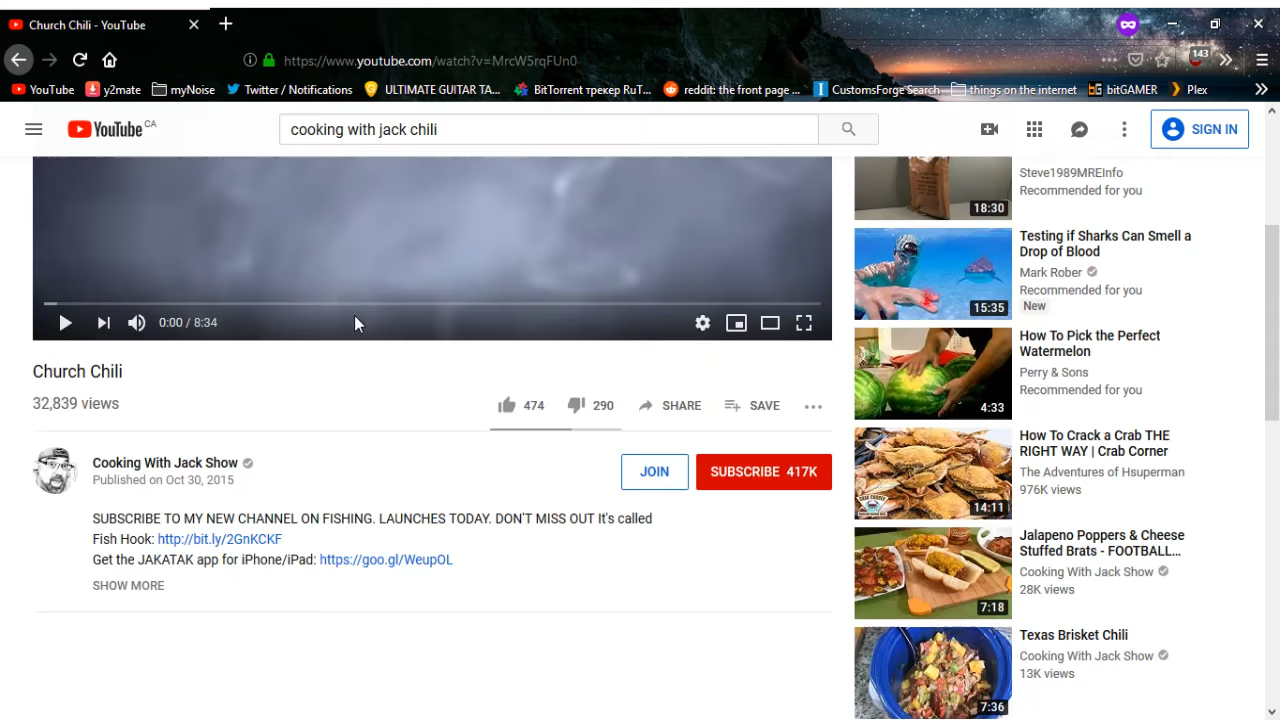 Church Chili - YouTube
https://www.youtube.com/watch?v=MrcW5rqFUn0
143
YouTube
y2mate
myNoise
Twitter / Notifications
ULTIMATE GUITAR TA...
BitTorrent трекер RuT...
reddit: the front page ...
CustomsForge Search
things on the internet
bitGAMER
Plex
YouTube CA
cooking with jack chili
SIGN IN
0:00 / 8:34
Church Chili
32,839 views
474
290
SHARE
SAVE
Cooking With Jack Show
Published on Oct 30, 2015
JOIN
SUBSCRIBE 417K
SUBSCRIBE TO MY NEW CHANNEL ON FISHING. LAUNCHES TODAY. DON'T MISS OUT It's called
Fish Hook: http://bit.ly/2GnKCKF
Get the JAKATAK app for iPhone/iPad: https://goo.gl/WeupOL
SHOW MORE
Steve1989MREInfo
Recommended for you
18:30
Testing if Sharks Can Smell a
Drop of Blood
Mark Rober
Recommended for you
New
15:35
How To Pick the Perfect
Watermelon
Perry & Sons
Recommended for you
4:33
How To Crack a Crab THE
RIGHT WAY | Crab Corner
The Adventures of Hsuperman
976K views
14:11
Jalapeno Poppers & Cheese
Stuffed Brats - FOOTBALL...
Cooking With Jack Show
28K views
7:18
Texas Brisket Chili
Cooking With Jack Show
13K views
7:36